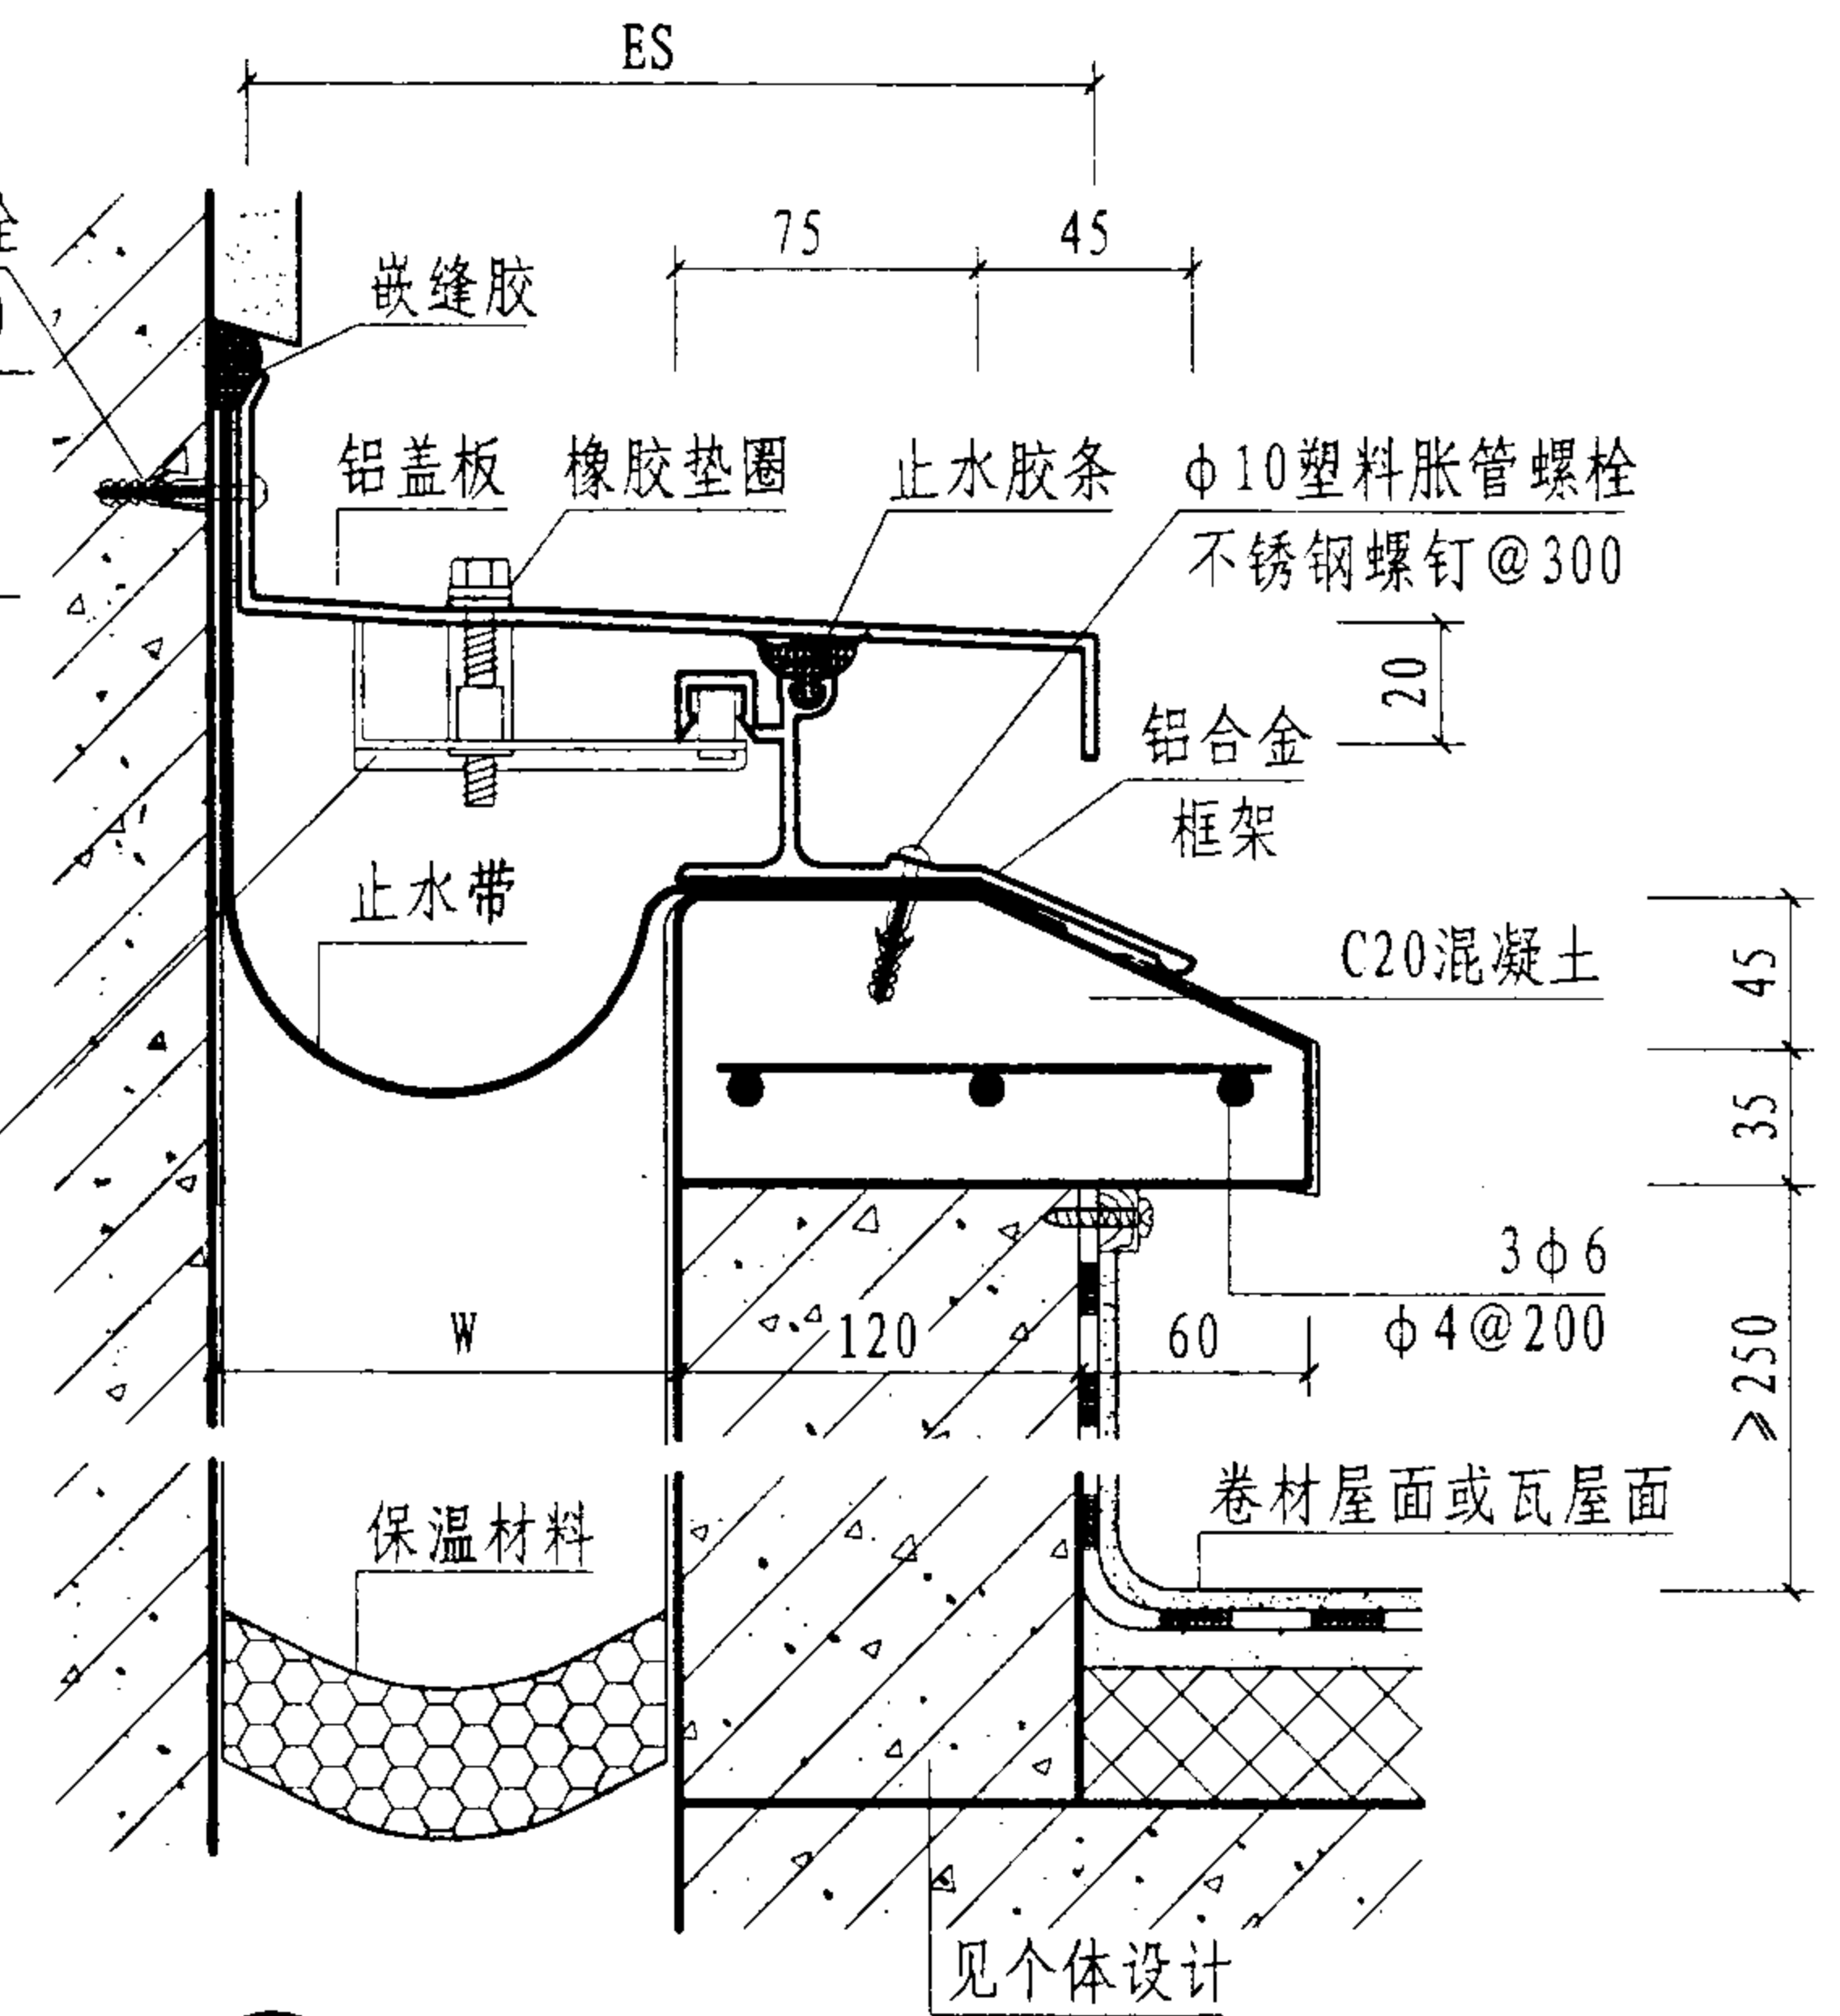 ES
75
45
嵌缝胶
铝盖板
橡胶垫圈
止水胶条
φ10塑料胀管螺栓
不锈钢螺钉@300
20
铝合金
框架
止水带
C20混凝土
45
35
3φ6
φ4@200
W
120
60
≥250
卷材屋面或瓦屋面
保温材料
见个体设计